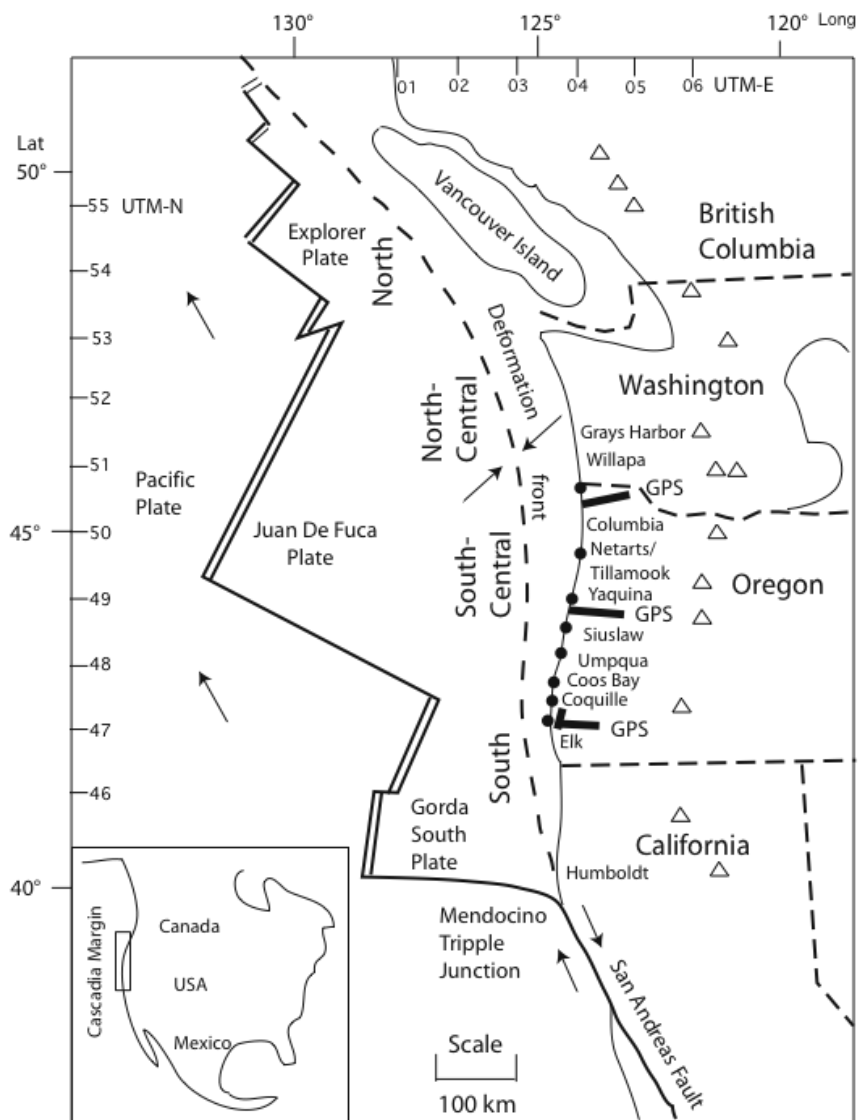 130°
125°
120° Long
01
02
03
04
05
06
UTM-E
Lat
50°
55 UTM-N
54
53
52
51
45°
50
49
48
47
46
40°
Explorer
Plate
North
Vancouver Island
British
Columbia
Deformation
front
North-
Central
Washington
Grays Harbor
Willapa
GPS
Pacific
Plate
Juan De Fuca
Plate
South-
Central
Columbia
Netarts/
Tillamook
Yaquina
GPS
Oregon
Siuslaw
Umpqua
Coos Bay
Coquille
GPS
Elk
South
Gorda
South
Plate
California
Humboldt
Mendocino
Tripple
Junction
San Andreas Fault
Cascadia Margin
Canada
USA
Mexico
Scale
100 km